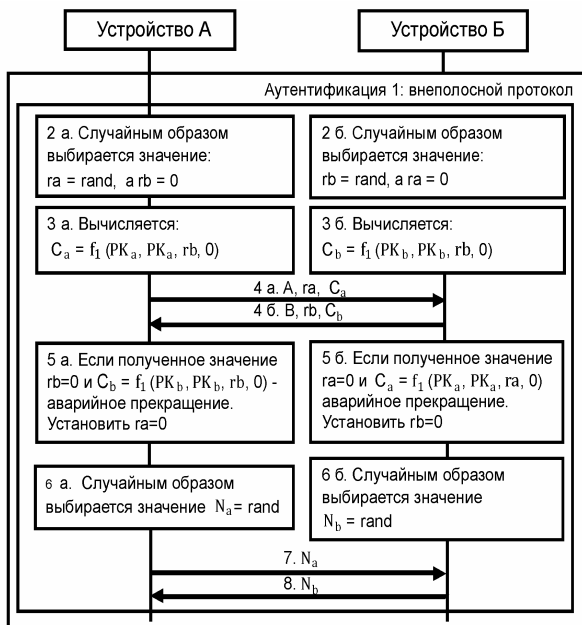 Устройство А
Устройство Б
Аутентификация 1: внеполосной протокол
2 а. Случайным образом
выбирается значение:
ra = rand, а rb = 0
2 б. Случайным образом
выбирается значение:
rb = rand, а ra = 0
3 а. Вычисляется:
Ca = f1 (PKa, PKa, rb, 0)
3 б. Вычисляется:
Cb = f1 (PKb, PKb, rb, 0)
4 а. A, ra, Ca
4 б. B, rb, Cb
5 а. Если полученное значение
rb=0 и Cb = f1 (PKb, PKb, rb, 0) -
аварийное прекращение.
Установить ra=0
5 б. Если полученное значение
ra=0 и Ca = f1 (PKa, PKa, ra, 0)
аварийное прекращение.
Установить rb=0
6 а. Случайным образом
выбирается значение Na = rand
6 б. Случайным образом
выбирается значение
Nb = rand
7. Na
8. Nb